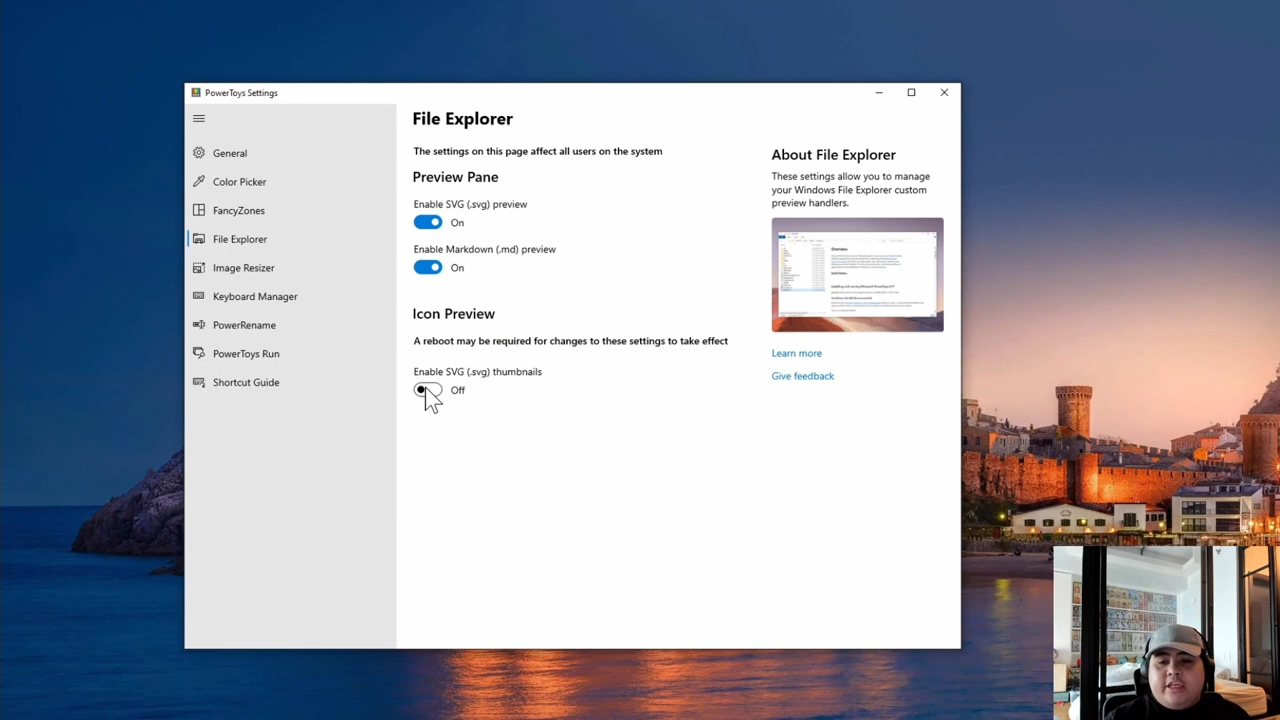 PowerToys Settings
General
Color Picker
FancyZones
File Explorer
Image Resizer
Keyboard Manager
PowerRename
PowerToys Run
Shortcut Guide
File Explorer
The settings on this page affect all users on the system
Preview Pane
Enable SVG (.svg) preview
On
Enable Markdown (.md) preview
On
Icon Preview
A reboot may be required for changes to these settings to take effect
Enable SVG (.svg) thumbnails
Off
About File Explorer
These settings allow you to manage
your Windows File Explorer custom
preview handlers.
Overview
Learn more
Give feedback